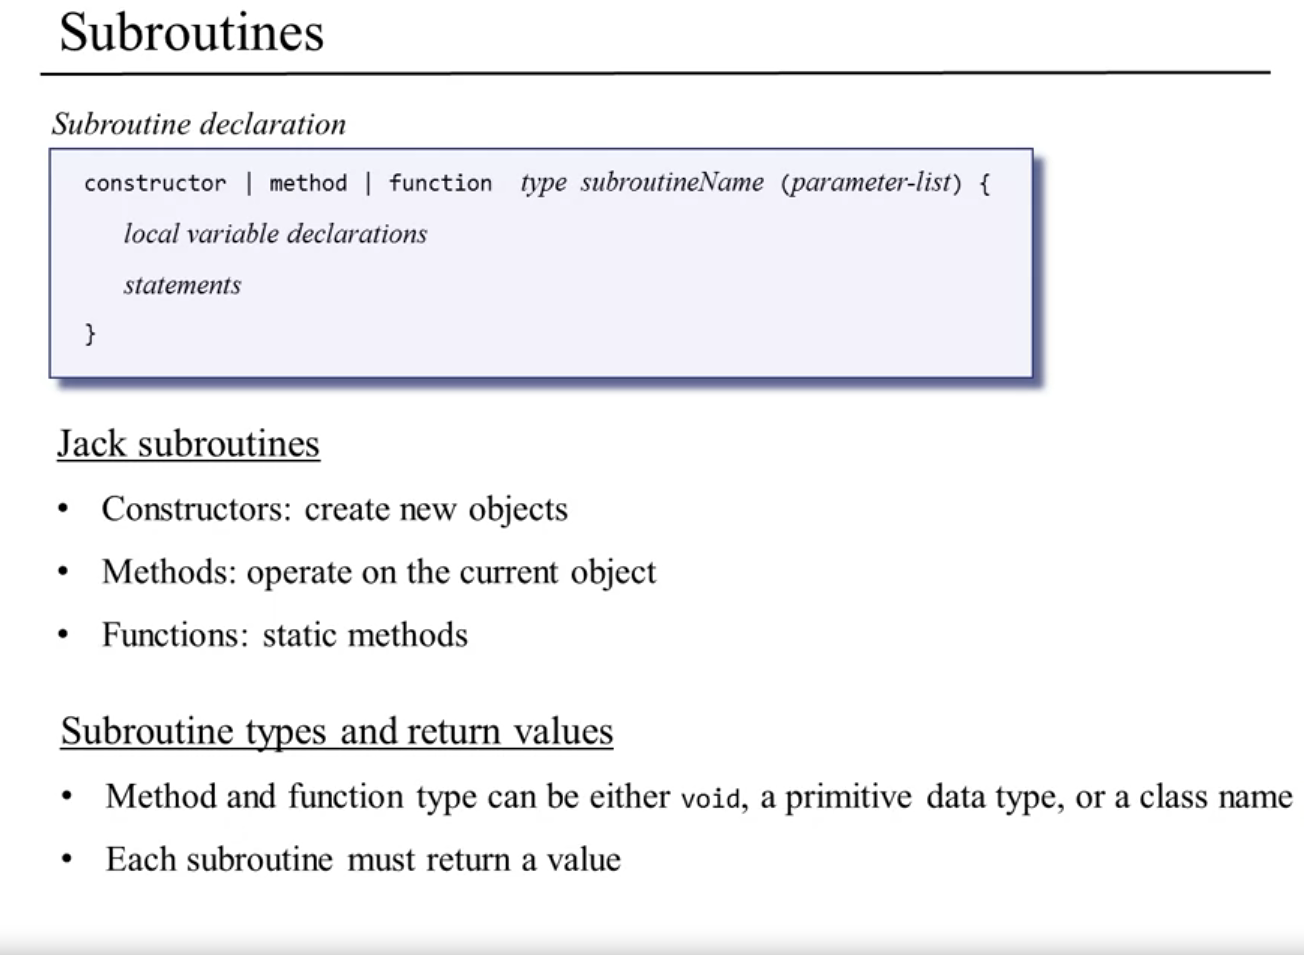 Subroutines
Subroutine declaration
constructor | method | function type subroutineName (parameter-list) {
local variable declarations
statements
}
Jack subroutines
• Constructors: create new objects
• Methods: operate on the current object
• Functions: static methods
Subroutine types and return values
• Method and function type can be either void, a primitive data type, or a class name
• Each subroutine must return a value